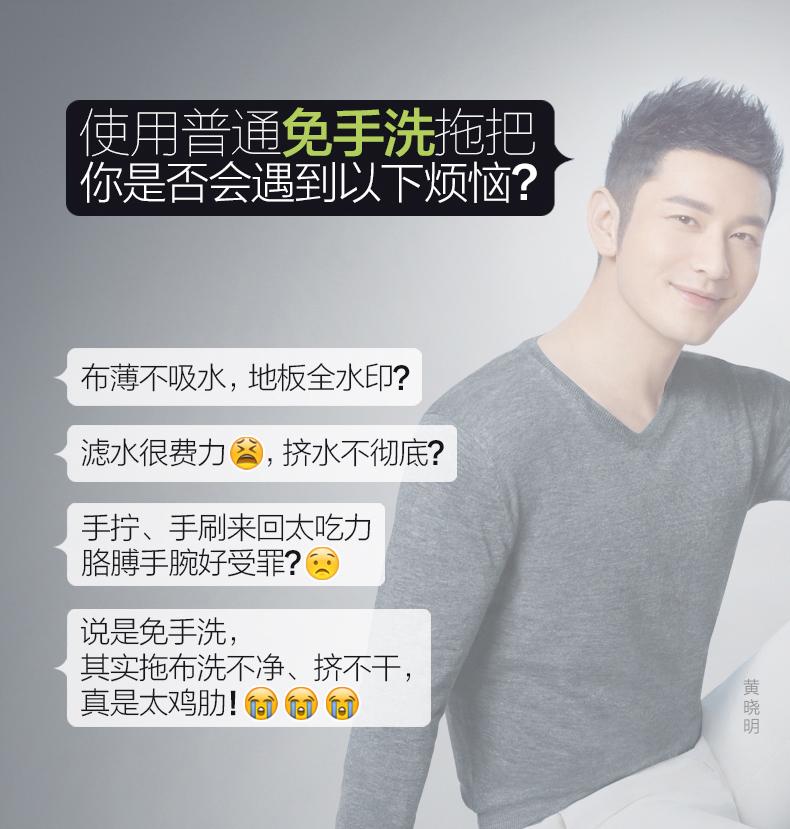 使用普通免手洗拖把
你是否会遇到以下烦恼?
布薄不吸水，地板全水印?
滤水很费力😫，挤水不彻底?
手拧、手刷来回太吃力
胳膊手腕好受罪?😟
说是免手洗，
其实拖布洗不净、挤不干，
真是太鸡肋!😭😭😭
黄晓明